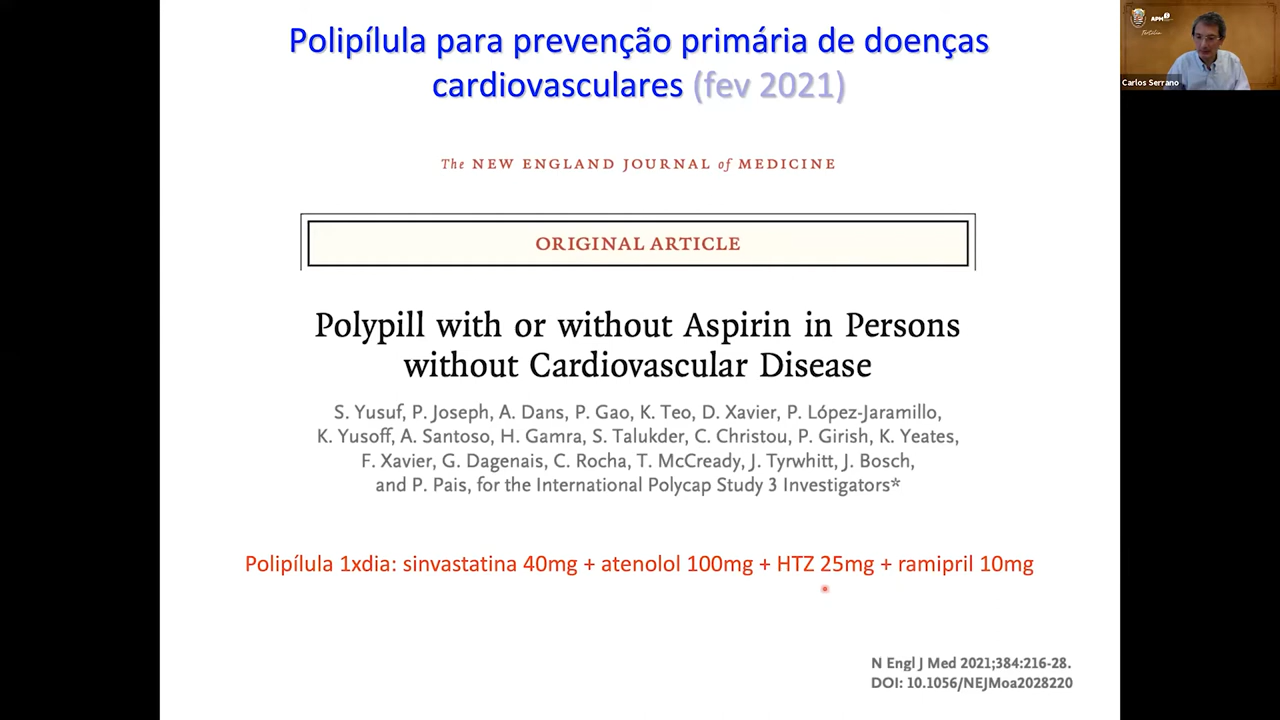 Polipílula para prevenção primária de doenças
cardiovasculares (fev 2021)
The NEW ENGLAND JOURNAL of MEDICINE
ORIGINAL ARTICLE
Polypill with or without Aspirin in Persons
without Cardiovascular Disease
S. Yusuf, P. Joseph, A. Dans, P. Gao, K. Teo, D. Xavier, P. López-Jaramillo,
K. Yusoff, A. Santoso, H. Gamra, S. Talukder, C. Christou, P. Girish, K. Yeates,
F. Xavier, G. Dagenais, C. Rocha, T. McCready, J. Tyrwhitt, J. Bosch,
and P. Pais, for the International Polycap Study 3 Investigators*
Polipílula 1xdia: sinvastatina 40mg + atenolol 100mg + HTZ 25mg + ramipril 10mg
N Engl J Med 2021;384:216-28.
DOI: 10.1056/NEJMoa2028220
APM
Carlos Serrano